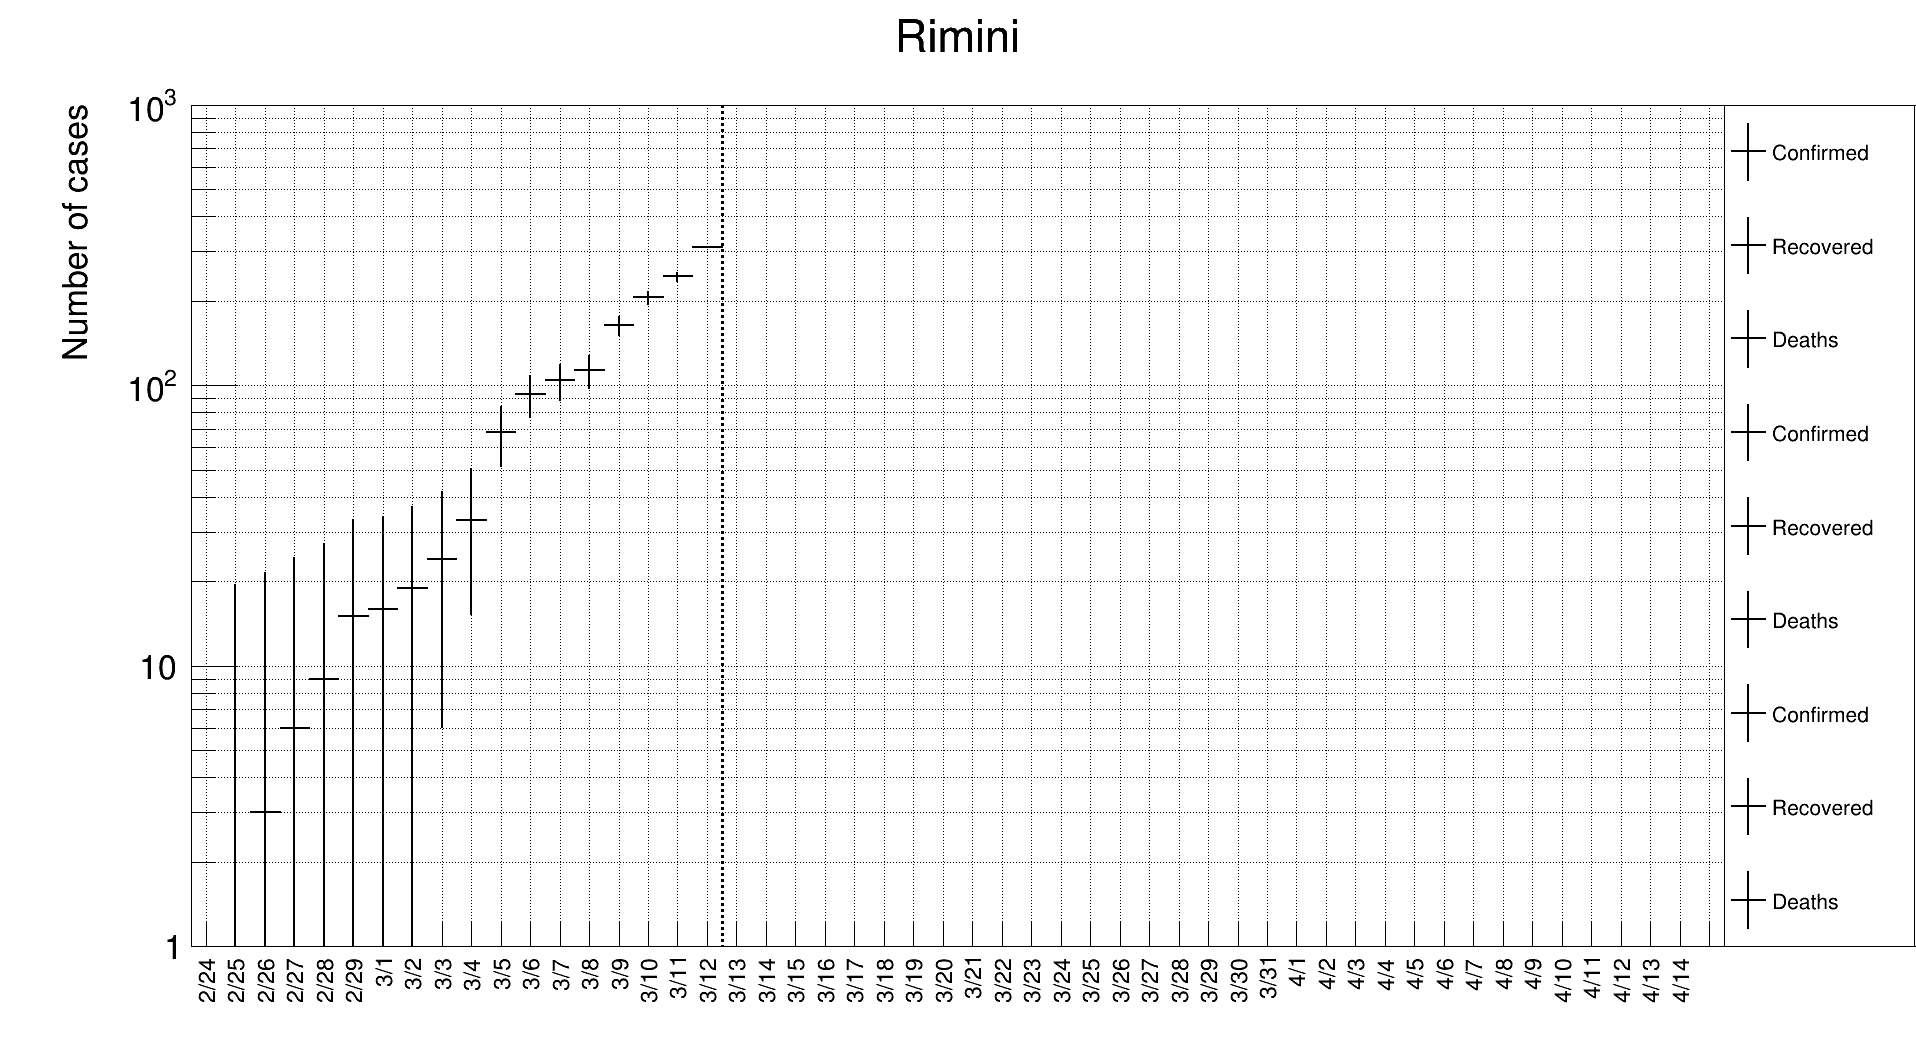 Rimini
Number of cases
10³
10²
10
1
2/24 2/25 2/26 2/27 2/28 2/29 3/1 3/2 3/3 3/4 3/5 3/6 3/7 3/8 3/9 3/10 3/11 3/12 3/13 3/14 3/15 3/16 3/17 3/18 3/19 3/20 3/21 3/22 3/23 3/24 3/25 3/26 3/27 3/28 3/29 3/30 3/31 4/1 4/2 4/3 4/4 4/5 4/6 4/7 4/8 4/9 4/10 4/11 4/12 4/13 4/14
Confirmed
Recovered
Deaths
Confirmed
Recovered
Deaths
Confirmed
Recovered
Deaths